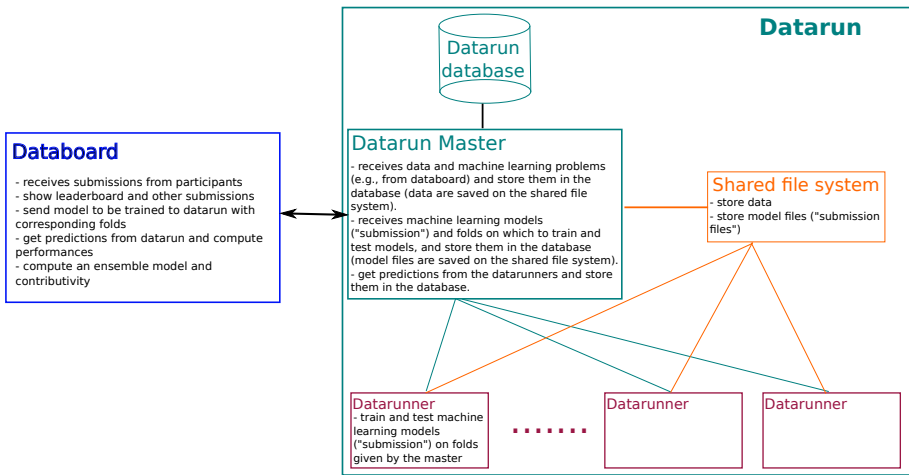 Datarun
Datarun
database
Databoard
- receives submissions from participants
- show leaderboard and other submissions
- send model to be trained to datarun with
corresponding folds
- get predictions from datarun and compute
performances
- compute an ensemble model and
contributivity
Datarun Master
- receives data and machine learning problems
(e.g., from databoard) and store them in the
database (data are saved on the shared file
system).
- receives machine learning models
("submission") and folds on which to train and
test models, and store them in the database
(model files are saved on the shared file system).
- get predictions from the datarunners and store
them in the database.
Shared file system
- store data
- store model files ("submission
files")
Datarunner
- train and test machine
learning models
("submission") on folds
given by the master
.......
Datarunner
Datarunner